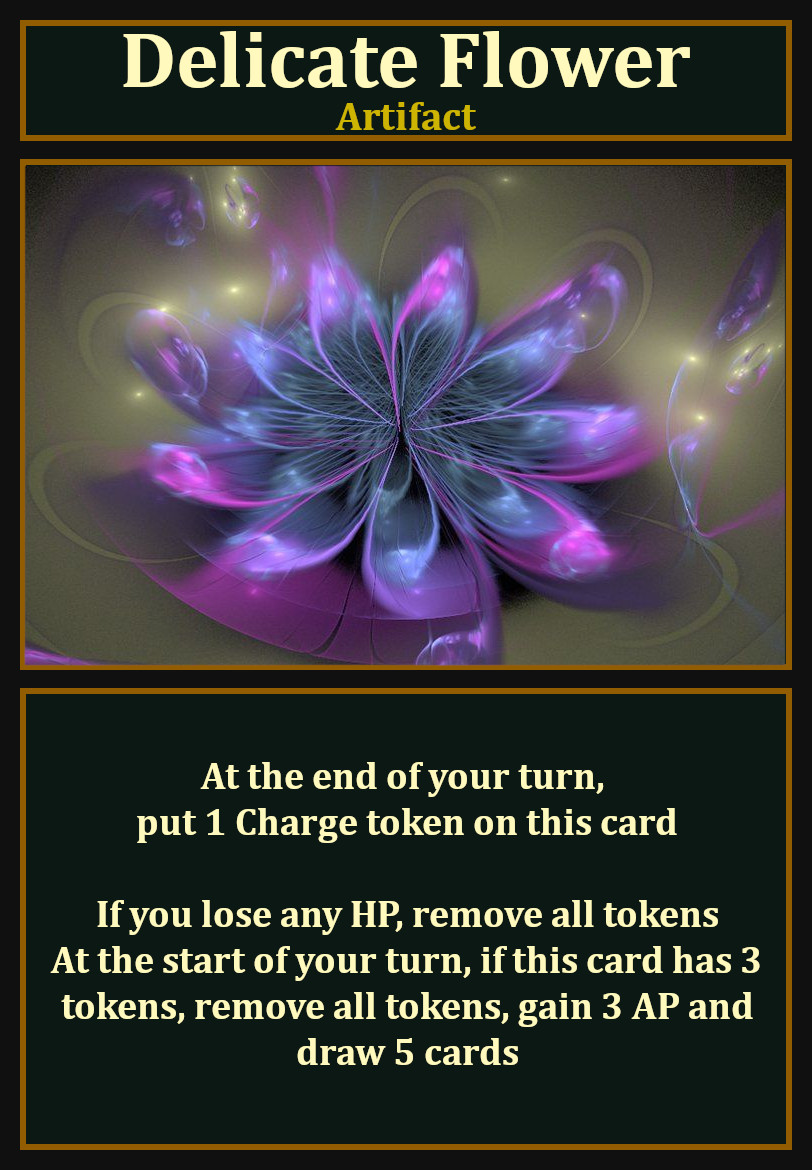 Delicate Flower
Artifact
At the end of your turn,
put 1 Charge token on this card
If you lose any HP, remove all tokens
At the start of your turn, if this card has 3
tokens, remove all tokens, gain 3 AP and
draw 5 cards